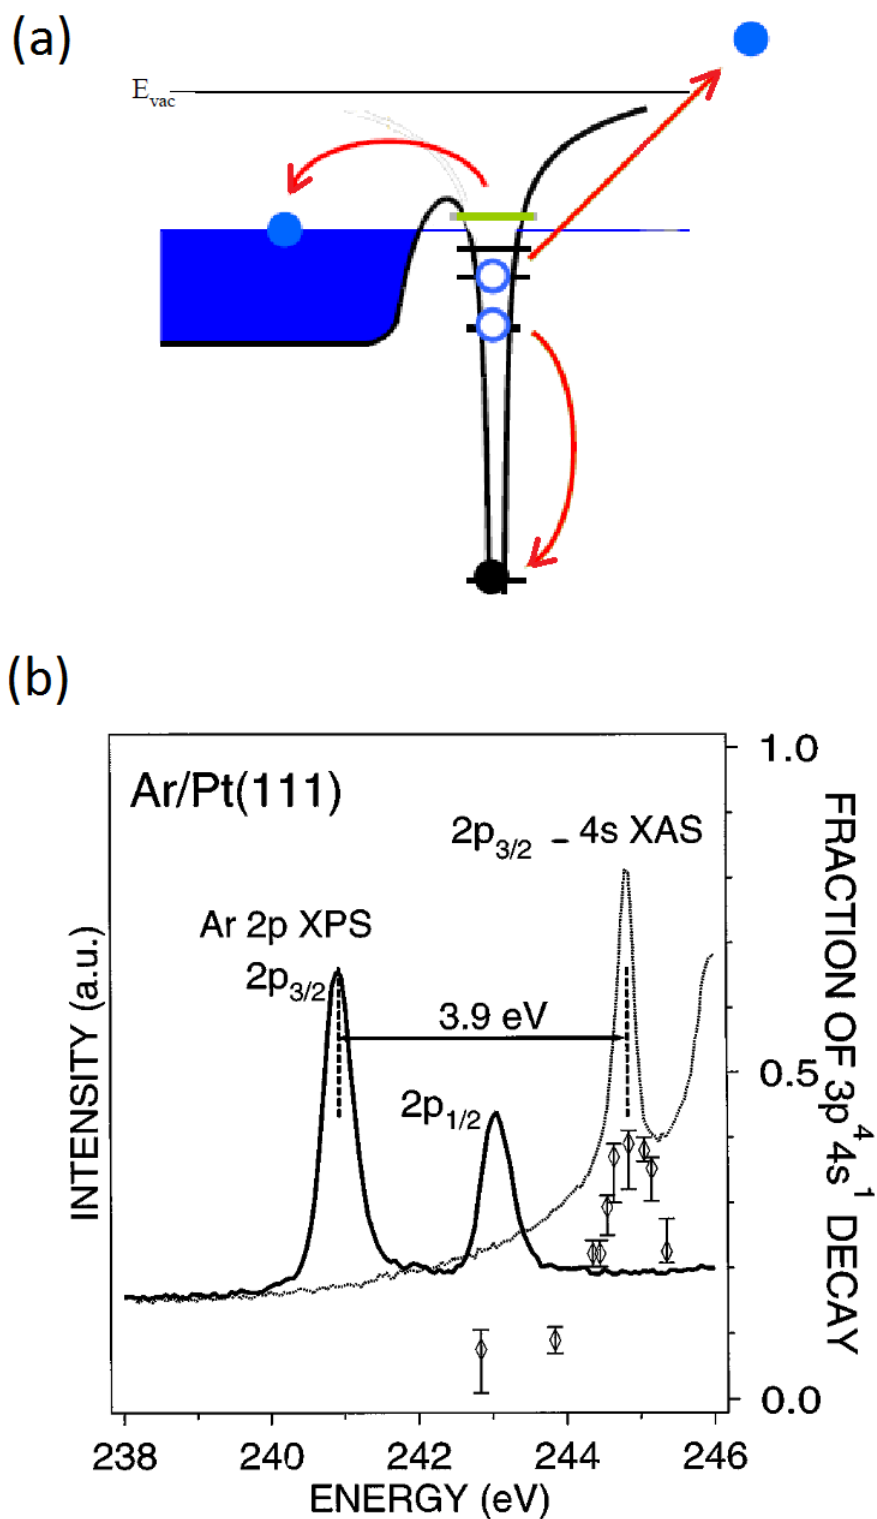 (a)
Evac
(b)
Ar/Pt(111)
2p3/2 – 4s XAS
Ar 2p XPS
2p3/2
3.9 eV
2p1/2
INTENSITY (a.u.)
1.0
0.5
0.0
FRACTION OF 3p4 4s1 DECAY
238 240 242 244 246
ENERGY (eV)